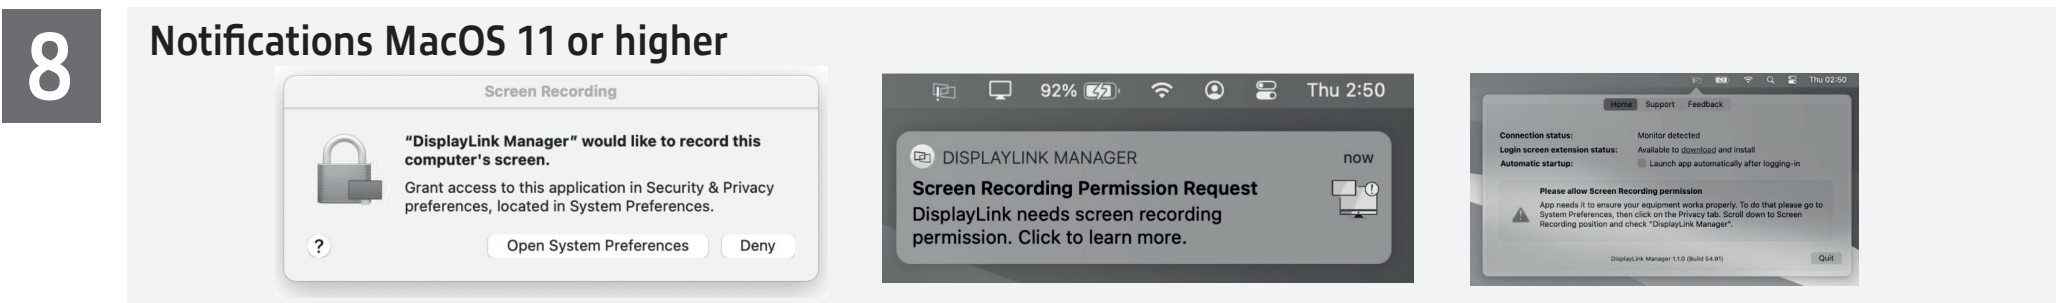 8
Notifications MacOS 11 or higher
Screen Recording
“DisplayLink Manager” would like to record this
computer's screen.
Grant access to this application in Security & Privacy
preferences, located in System Preferences.
?
Open System Preferences
Deny
92%
Thu 2:50
DISPLAYLINK MANAGER
now
Screen Recording Permission Request
DisplayLink needs screen recording
permission. Click to learn more.
Thu 02:50
Home Support Feedback
Connection status: Monitor detected
Login screen extension status: Available to download and install
Automatic startup: Launch app automatically after logging-in
Please allow Screen Recording permission
App needs it to ensure your equipment works properly. To do that please go to
System Preferences, then click on the Privacy tab. Scroll down to Screen
Recording position and check "DisplayLink Manager".
DisplayLink Manager 1.1.0 (Build 54.91)
Quit